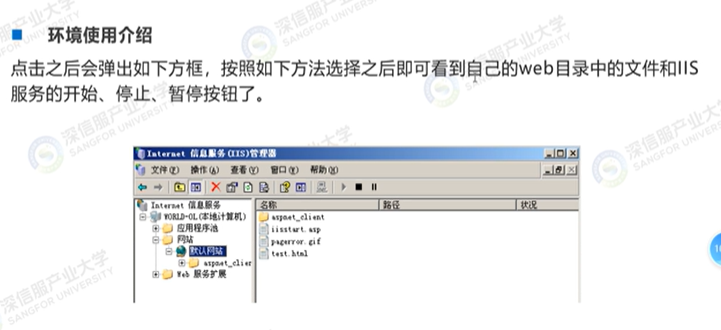 环境使用介绍
点击之后会弹出如下方框，按照如下方法选择之后即可看到自己的web目录中的文件和IIS
服务的开始、停止、暂停按钮了。
Internet 信息服务(IIS)管理器
文件(F) 操作(A) 查看(V) 窗口(W) 帮助(H)
Internet 信息服务
WORLD-OL(本地计算机)
应用程序池
网站
默认网站
aspnet_clier
Web 服务扩展
名称 路径 状况
aspnet_client
iisstart.asp
pagerror.gif
test.html
深信服产业大学
SANGFOR UNIVERSITY